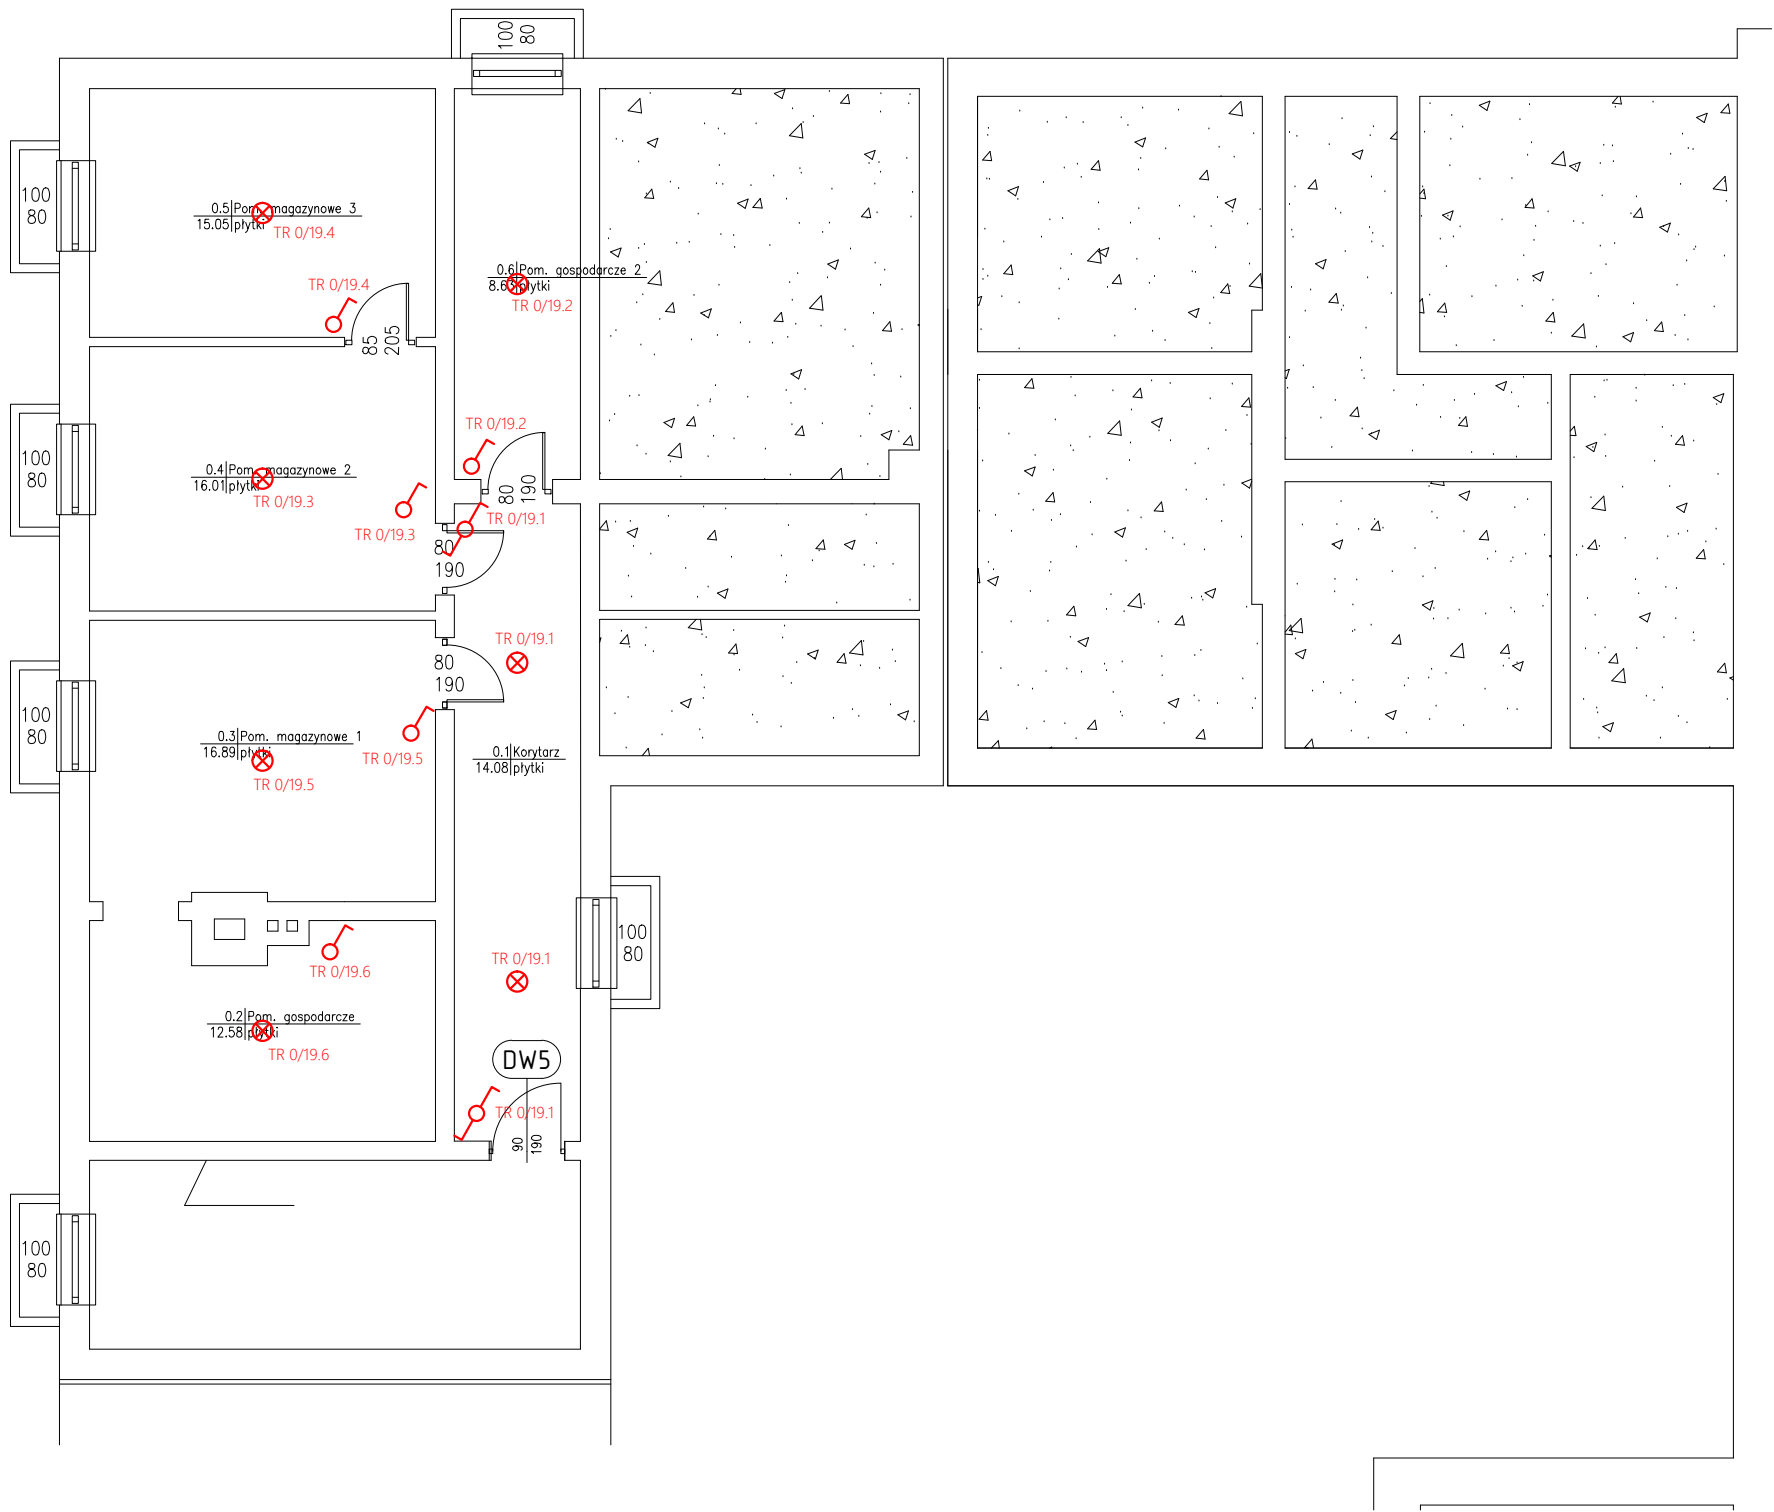 100
80
100
80
0.5 Pom. magazynowe 3
15.05 płytki
TR 0/19.4
TR 0/19.4
85
205
0.6 Pom. gospodarcze 2
8.63 płytki
TR 0/19.2
100
80
0.4 Pom. magazynowe 2
16.01 płytki
TR 0/19.3
TR 0/19.3
TR 0/19.2
80
190
TR 0/19.1
80
190
TR 0/19.1
80
190
100
80
0.3 Pom. magazynowe 1
16.89 płytki
TR 0/19.5
TR 0/19.5
0.1 Korytarz
14.08 płytki
100
80
TR 0/19.6
TR 0/19.1
0.2 Pom. gospodarcze
12.58 płytki
TR 0/19.6
DW5
TR 0/19.1
90
190
100
80